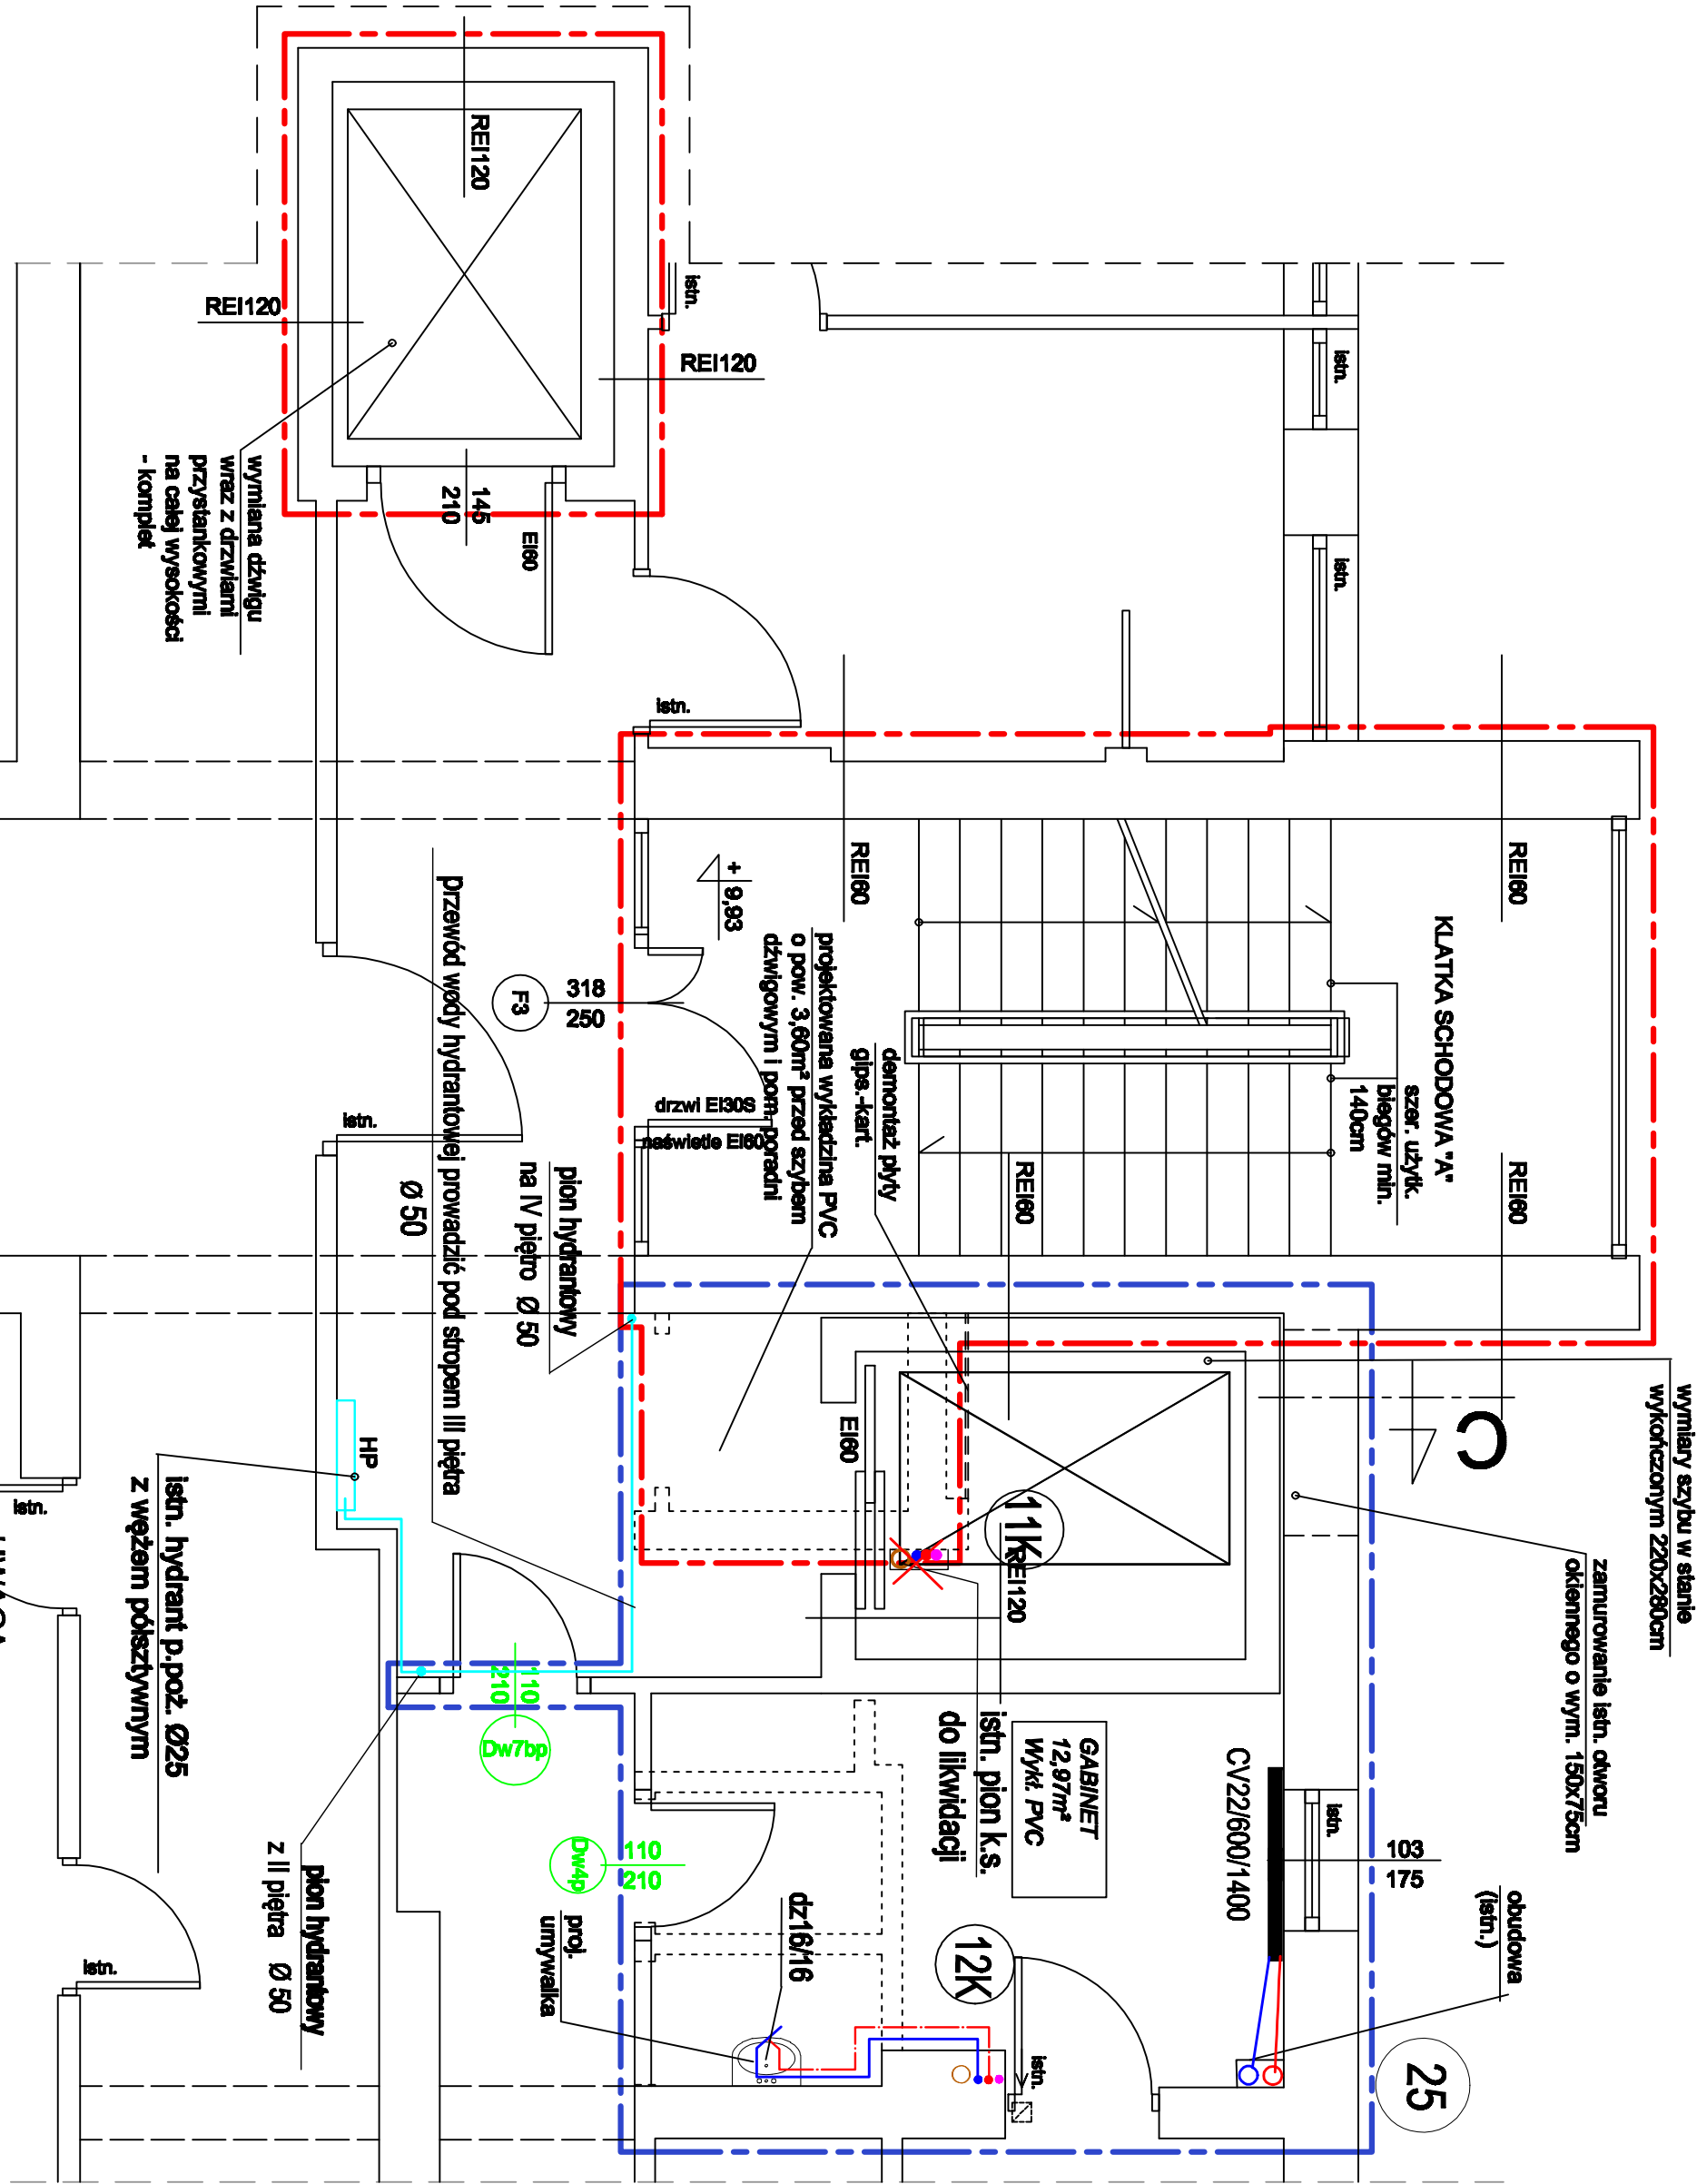 wymiary szybu w stanie
wykończonym 220x280cm
zamurowanie istn. otworu
okiennego o wym. 150x75cm
obudowa
(istn.)
25
C
REI60
REI60
KLATKA SCHODOWA "A"
szer. użytk.
biegów min.
140cm
istn.
istn.
istn.
103
175
CV22/600/1400
GABINET
12,97m²
Wykł. PVC
istn. pion k.s.
do likwidacji
11K
REI120
12K
istn.
REI60
REI60
demontaż płyty
gips.-kart.
projektowana wykładzina PVC
o pow. 3,60m² przed szybem
dźwigowym i pom. poradni
EI60
dz16/16
+ 9,93
REI120
istn.
istn.
drzwi EI30S
naświetle EI60
110
210
Dw4p
proj.
umywalka
318
250
F3
pion hydrantowy
na IV piętro Ø 50
110
210
Dw7bp
EI60
145
210
REI120
REI120
przewód wody hydrantowej prowadzić pod stropem III piętra
Ø 50
istn.
HP
pion hydrantowy
z II piętra Ø 50
wymiana dźwigu
wraz z drzwiami
przystankowymi
na całej wysokości
- komplet
istn. hydrant p.poż. Ø25
z wężem półsztywnym
istn.
istn.